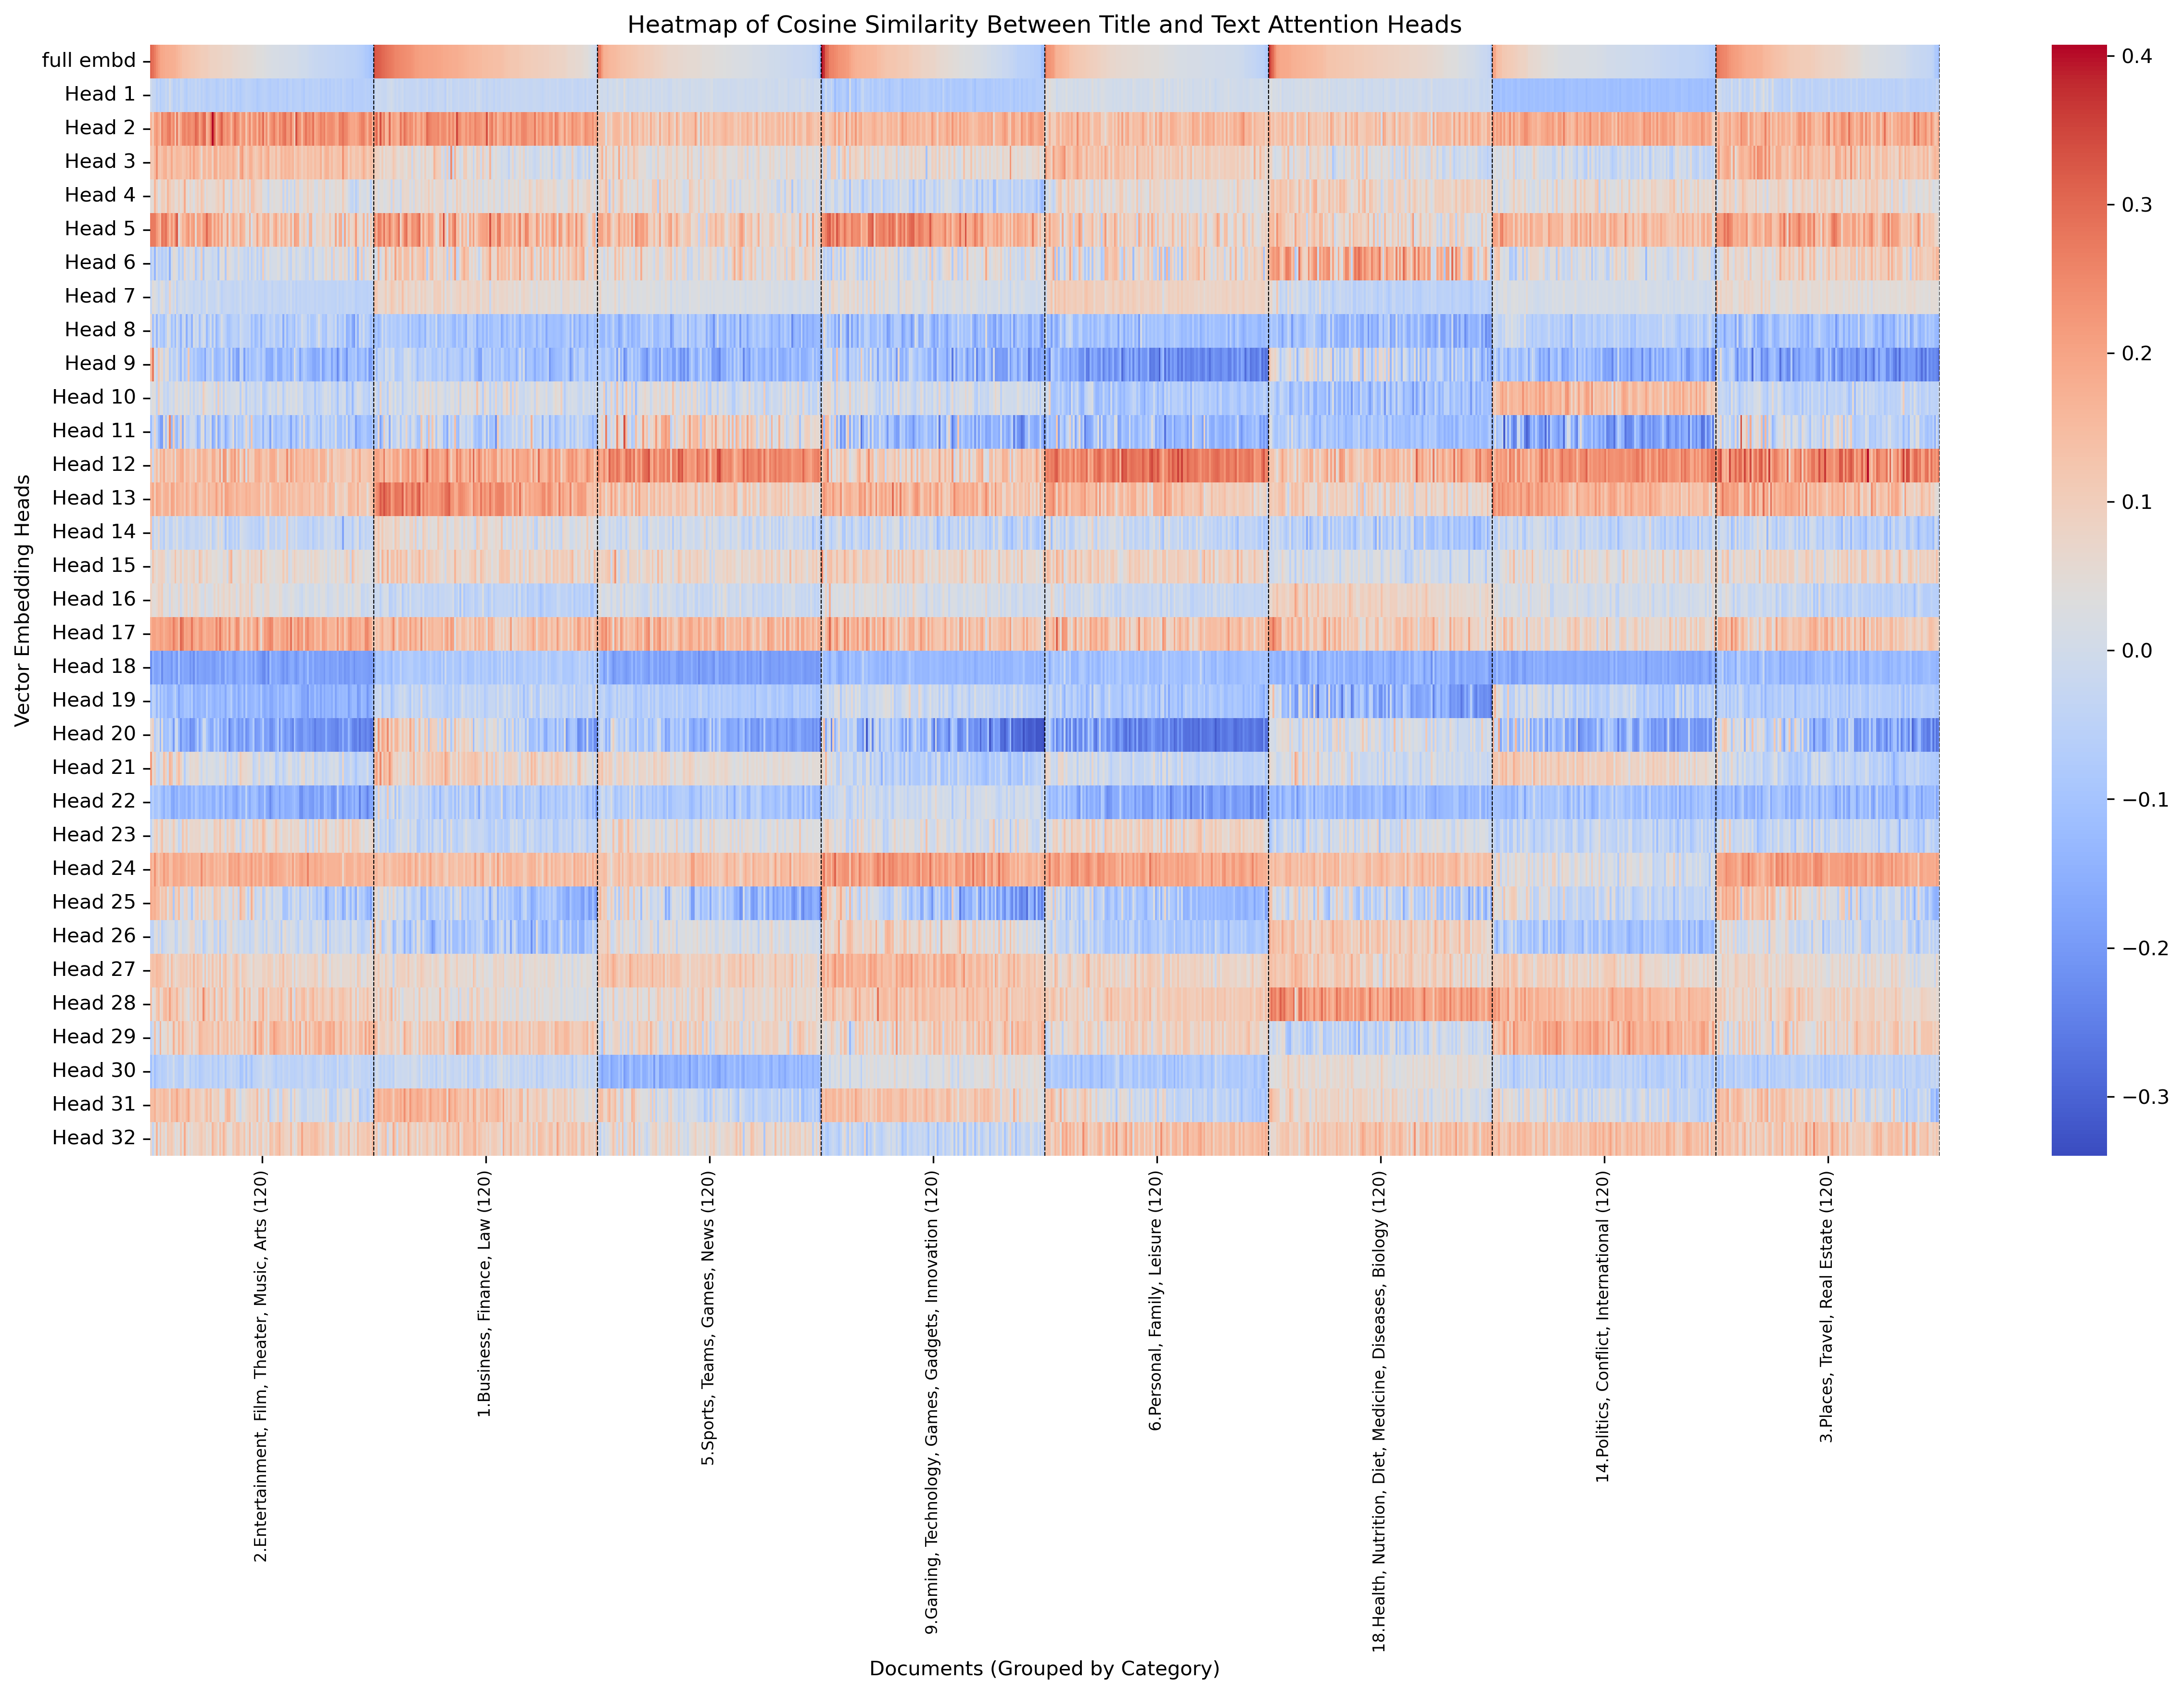 Heatmap of Cosine Similarity Between Title and Text Attention Heads
Vector Embedding Heads
full embd
Head 1
Head 2
Head 3
Head 4
Head 5
Head 6
Head 7
Head 8
Head 9
Head 10
Head 11
Head 12
Head 13
Head 14
Head 15
Head 16
Head 17
Head 18
Head 19
Head 20
Head 21
Head 22
Head 23
Head 24
Head 25
Head 26
Head 27
Head 28
Head 29
Head 30
Head 31
Head 32
0.4
0.3
0.2
0.1
0.0
−0.1
−0.2
−0.3
2.Entertainment, Film, Theater, Music, Arts (120)
1.Business, Finance, Law (120)
5.Sports, Teams, Games, News (120)
9.Gaming, Technology, Games, Gadgets, Innovation (120)
6.Personal, Family, Leisure (120)
18.Health, Nutrition, Diet, Medicine, Diseases, Biology (120)
14.Politics, Conflict, International (120)
3.Places, Travel, Real Estate (120)
Documents (Grouped by Category)